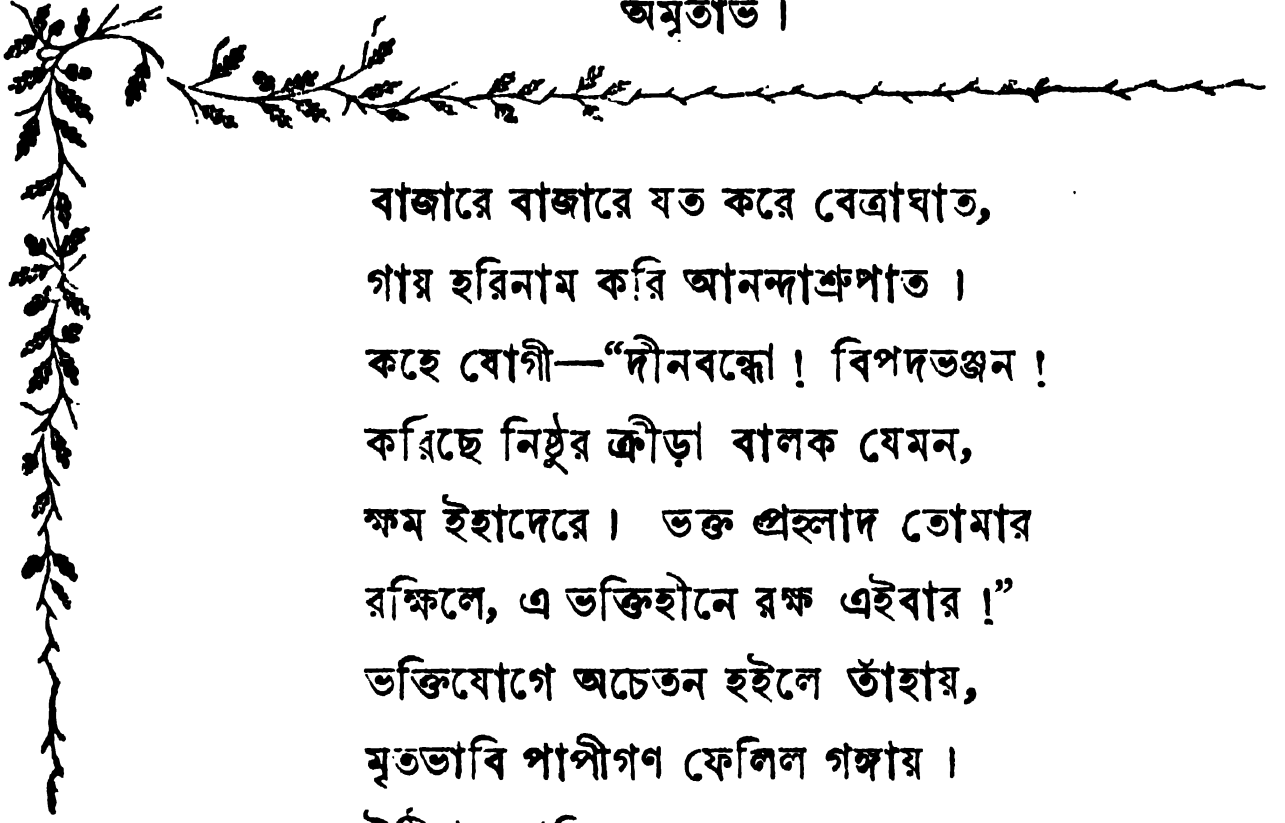 অমৃতাভ।
বাজারে বাজারে যত করে বেত্রাঘাত,
গায় হরিনাম করি আনন্দাশ্রুপাত ।
কহে যোগী—“দীনবন্ধো ! বিপদভঞ্জন !
করিছে নিষ্ঠুর ক্রীড়া বালক যেমন,
ক্ষম ইহাদেরে । ভক্ত প্রহ্লাদ তোমার
রক্ষিলে, এ ভক্তিহীনে রক্ষ এইবার !”
ভক্তিযোগে অচেতন হইলে তাঁহায়,
মৃতভাবি পাপীগণ ফেলিল গঙ্গায় ।